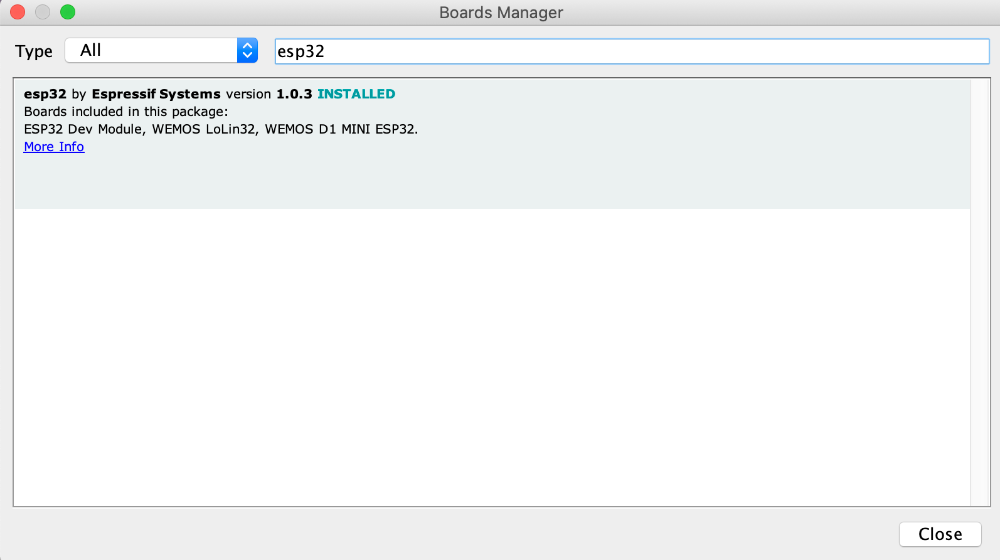 Boards Manager
Type All esp32
esp32 by Espressif Systems version 1.0.3 INSTALLED
Boards included in this package:
ESP32 Dev Module, WEMOS LoLin32, WEMOS D1 MINI ESP32.
More Info
Close